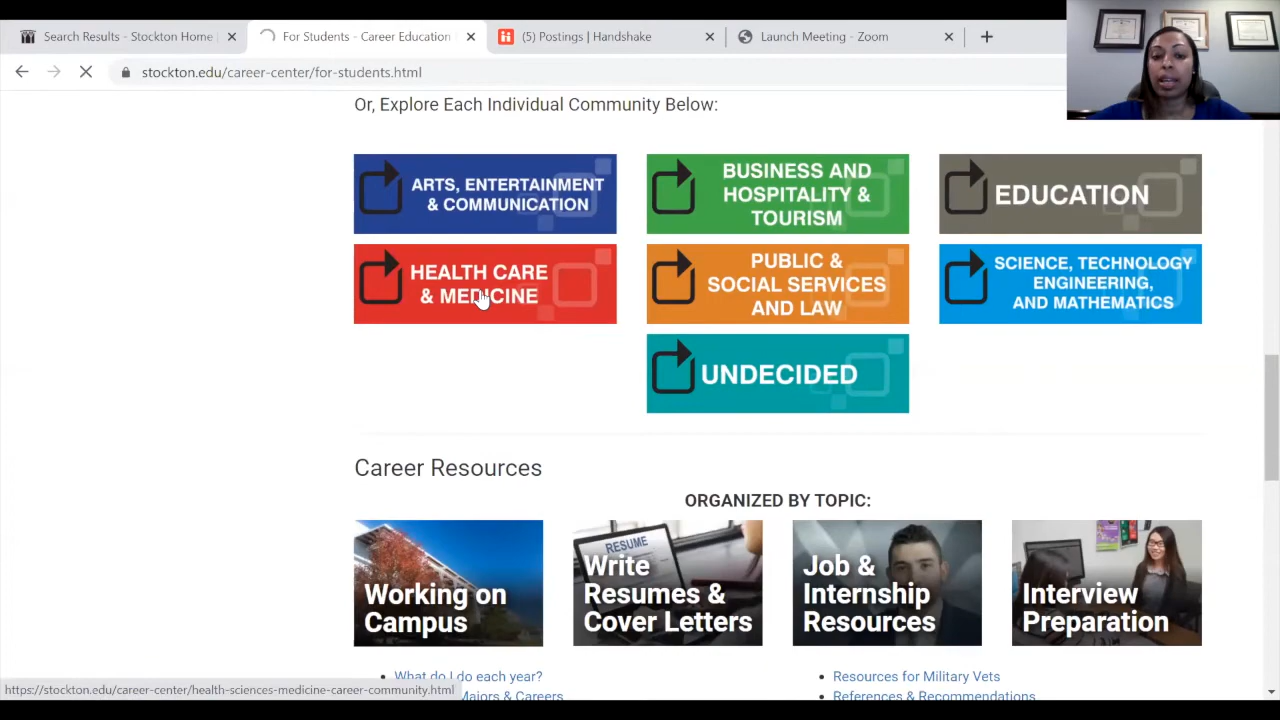 Search Results - Stockton Home
For Students - Career Education
(5) Postings | Handshake
Launch Meeting - Zoom
stockton.edu/career-center/for-students.html
Or, Explore Each Individual Community Below:
ARTS, ENTERTAINMENT
& COMMUNICATION
BUSINESS AND
HOSPITALITY &
TOURISM
EDUCATION
HEALTH CARE
& MEDICINE
PUBLIC &
SOCIAL SERVICES
AND LAW
SCIENCE, TECHNOLOGY
ENGINEERING,
AND MATHEMATICS
UNDECIDED
Career Resources
ORGANIZED BY TOPIC:
Working on
Campus
RESUME
Write
Resumes &
Cover Letters
Job &
Internship
Resources
Interview
Preparation
What do I do each year?
Resources for Military Vets
https://stockton.edu/career-center/health-sciences-medicine-career-community.html
Majors & Careers
References & Recommendations